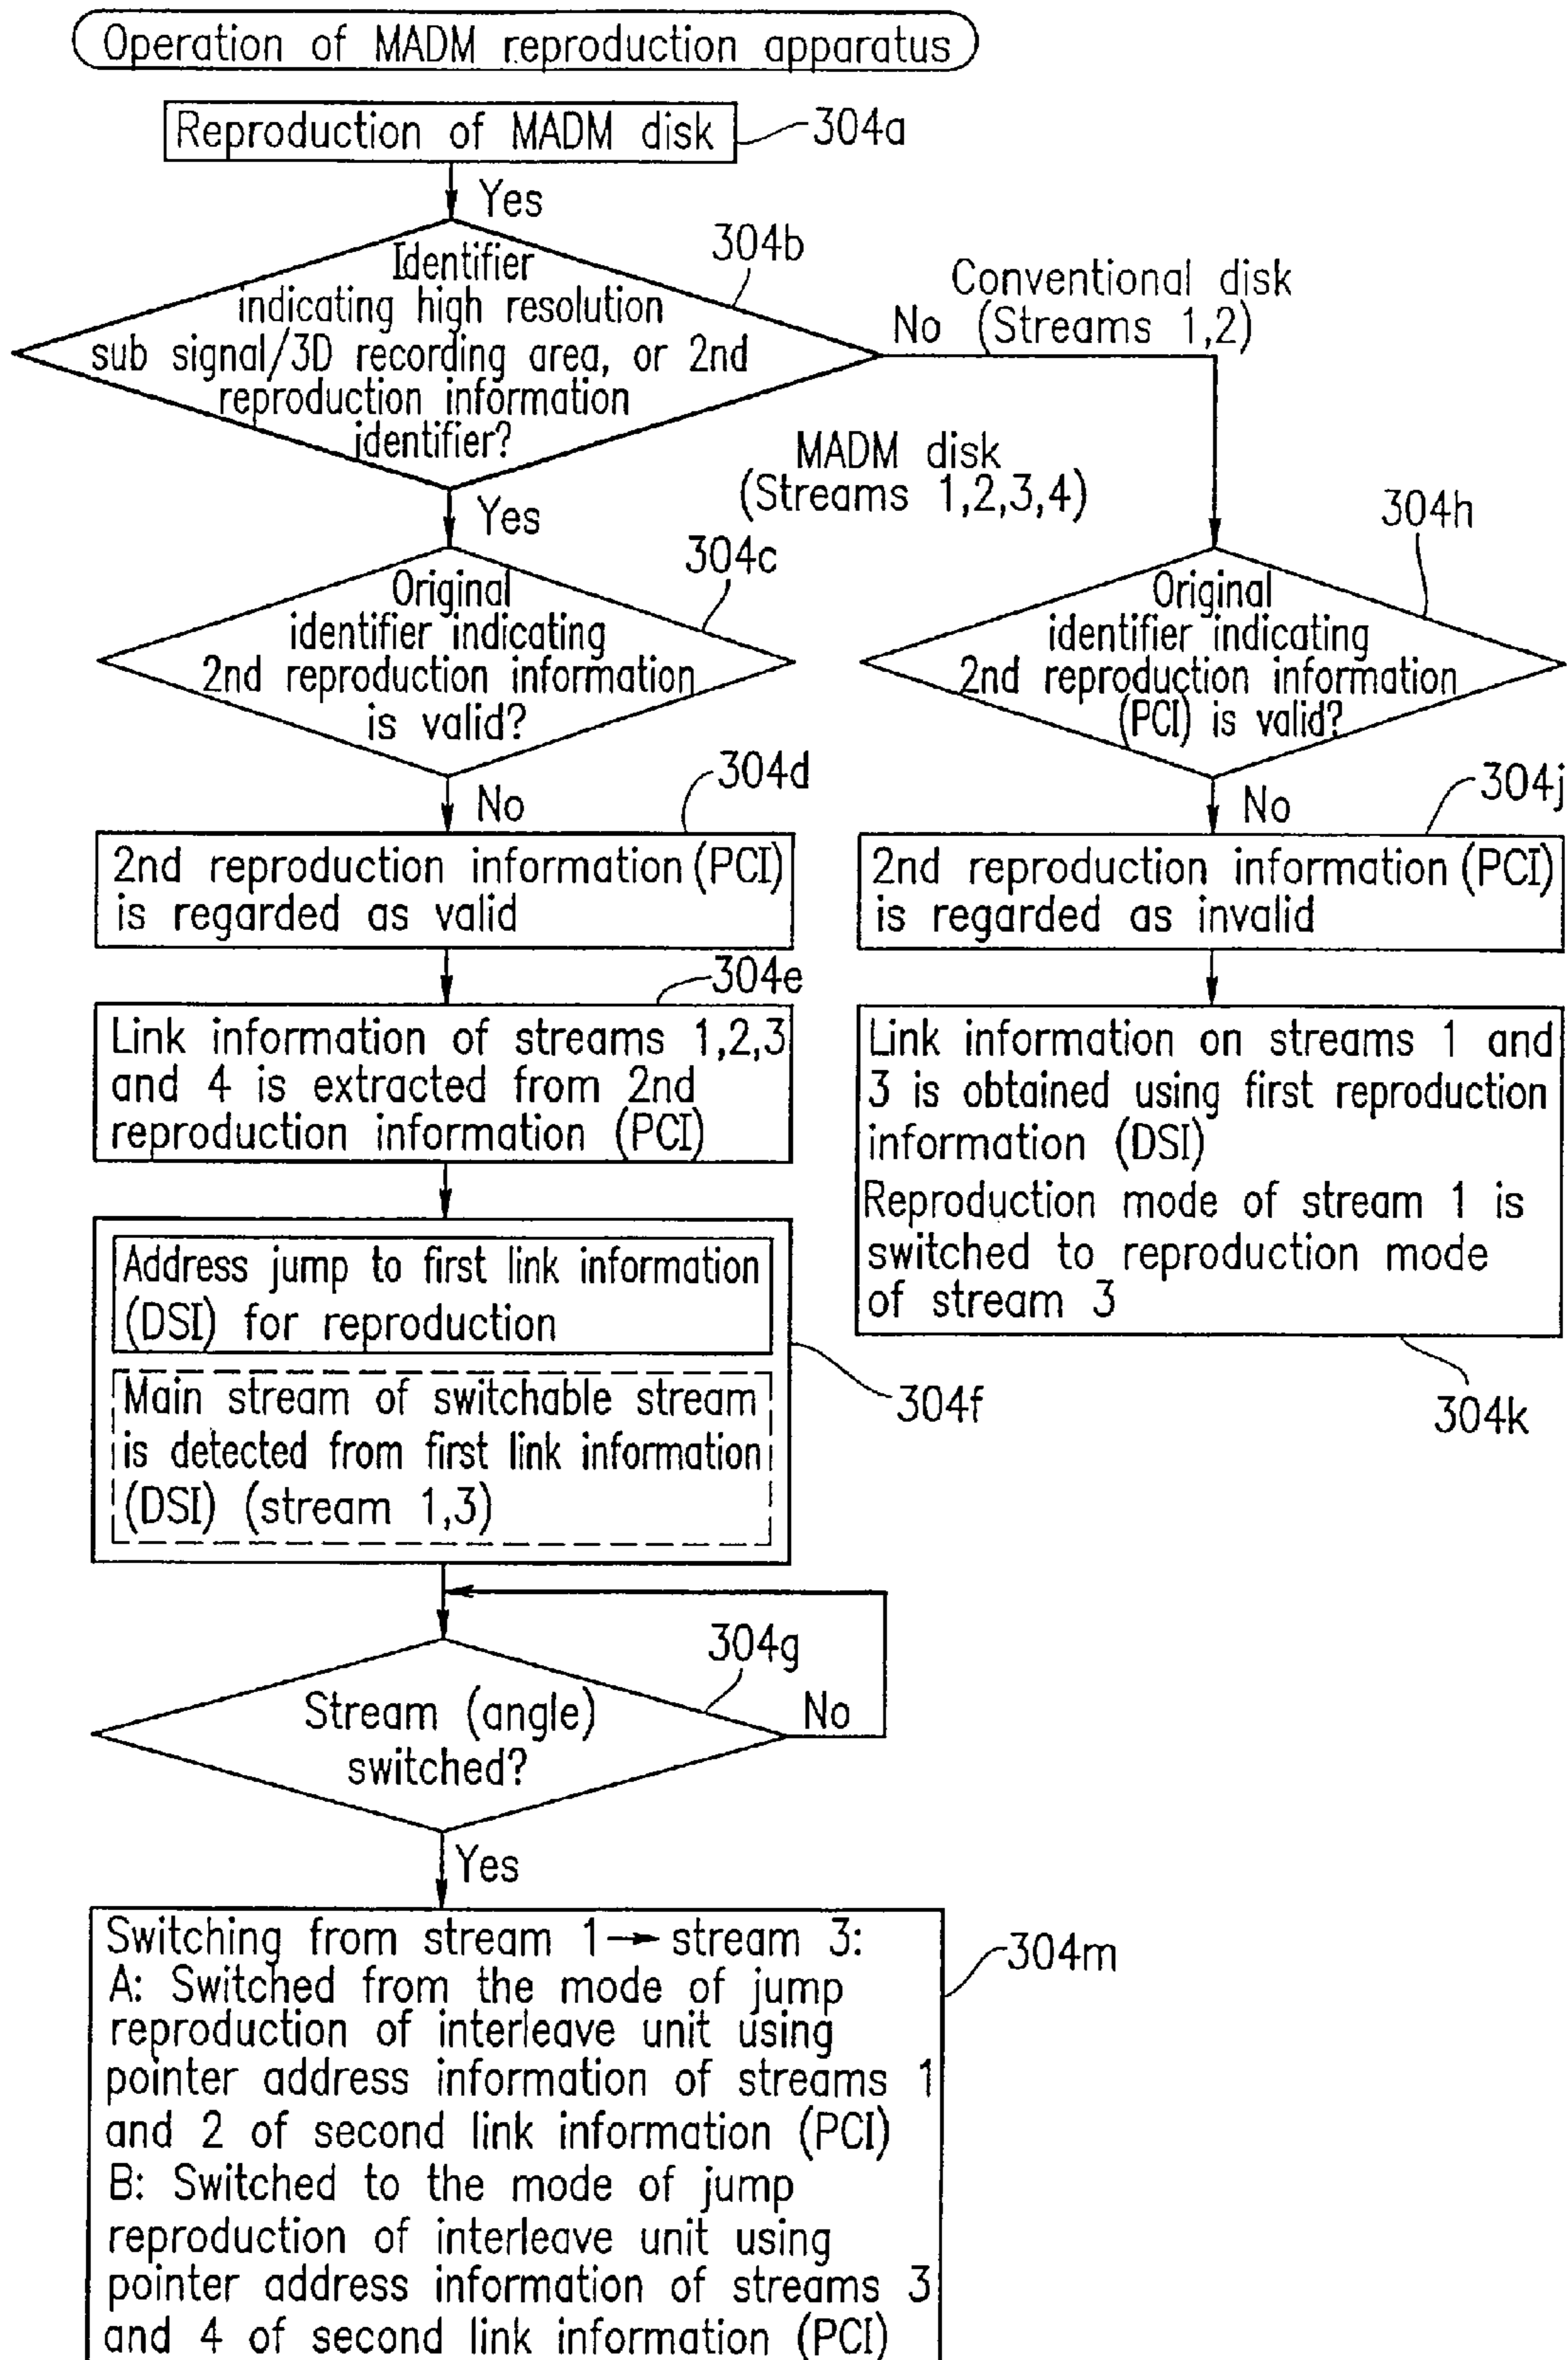 Operation of MADM reproduction apparatus
Reproduction of MADM disk
304a
Yes
304b
Identifier
indicating high resolution
sub signal/3D recording area, or 2nd
reproduction information
identifier?
Conventional disk
No (Streams 1,2)
MADM disk
(Streams 1,2,3,4)
Yes
304c
Original
identifier indicating
2nd reproduction information
is valid?
304h
Original
identifier indicating
2nd reproduction information
(PCI) is valid?
No
304d
2nd reproduction information (PCI)
is regarded as valid
No
304j
2nd reproduction information (PCI)
is regarded as invalid
304e
Link information of streams 1,2,3
and 4 is extracted from 2nd
reproduction information (PCI)
Link information on streams 1 and
3 is obtained using first reproduction
information (DSI)
Reproduction mode of stream 1 is
switched to reproduction mode
of stream 3
304k
Address jump to first link information
(DSI) for reproduction
Main stream of switchable stream
is detected from first link information
(DSI) (stream 1,3)
304f
304g
Stream (angle)
switched?
No
Yes
Switching from stream 1→ stream 3:
A: Switched from the mode of jump
reproduction of interleave unit using
pointer address information of streams 1
and 2 of second link information (PCI)
B: Switched to the mode of jump
reproduction of interleave unit using
pointer address information of streams 3
and 4 of second link information (PCI)
304m